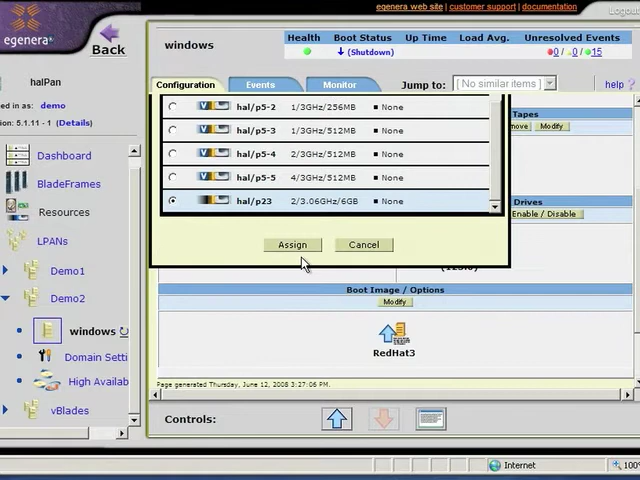 egenera web site | customer support | documentation
Logout
egenera
Back
windows
Health Boot Status Up Time Load Avg. Unresolved Events
(Shutdown) 0 / 0 / 15
halPan
Configuration Events Monitor Jump to: [ No similar items ] help ?
ed in as: demo
sion: 5.1.11 - 1 (Details)
Dashboard
BladeFrames
Resources
LPANs
Demo1
Demo2
windows
Domain Setti
High Availab
vBlades
hal/p5-2 1/3GHz/256MB None
hal/p5-3 1/3GHz/512MB None
hal/p5-4 2/3GHz/512MB None
hal/p5-5 4/3GHz/512MB None
hal/p23 2/3.06GHz/6GB None
Tapes
move Modify
Drives
Enable / Disable
Assign Cancel
Boot Image / Options
Modify
RedHat3
Page generated Thursday, June 12, 2008 3:27:06 PM.
Controls:
Internet 100%